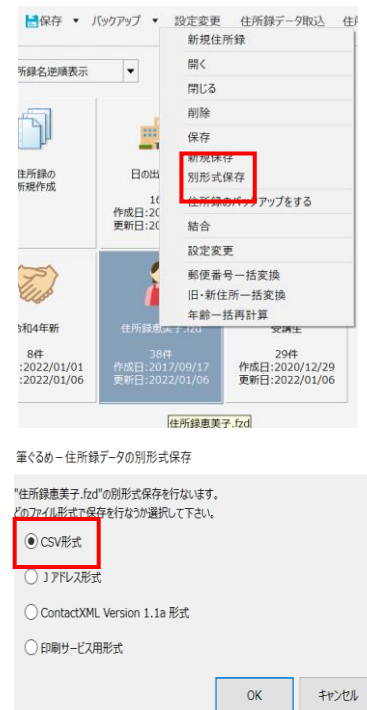 保存 ▼ バックアップ ▼ 設定変更 住所録データ取込
所録名逆順表示 ▼
新規住所録
開く
閉じる
削除
保存
新規保存
別形式保存
住所録のバックアップをする
結合
設定変更
郵便番号一括変換
旧・新住所一括変換
年齢一括再計算
住所録の
新規作成
日の出
作成日:20
更新日:20
和4年新
8件
:2022/01/01
:2022/01/06
住所録恵美子.fzd
38件
作成日:2017/09/17
更新日:2022/01/06
受講生
29件
作成日:2020/12/29
更新日:2022/01/06
住所録恵美子.fzd
筆ぐるめ－住所録データの別形式保存
"住所録恵美子.fzd"の別形式保存を行ないます。
どのファイル形式で保存を行なうか選択して下さい。
CSV形式
Jアドレス形式
ContactXML Version 1.1a 形式
印刷サービス用形式
OK キャンセル